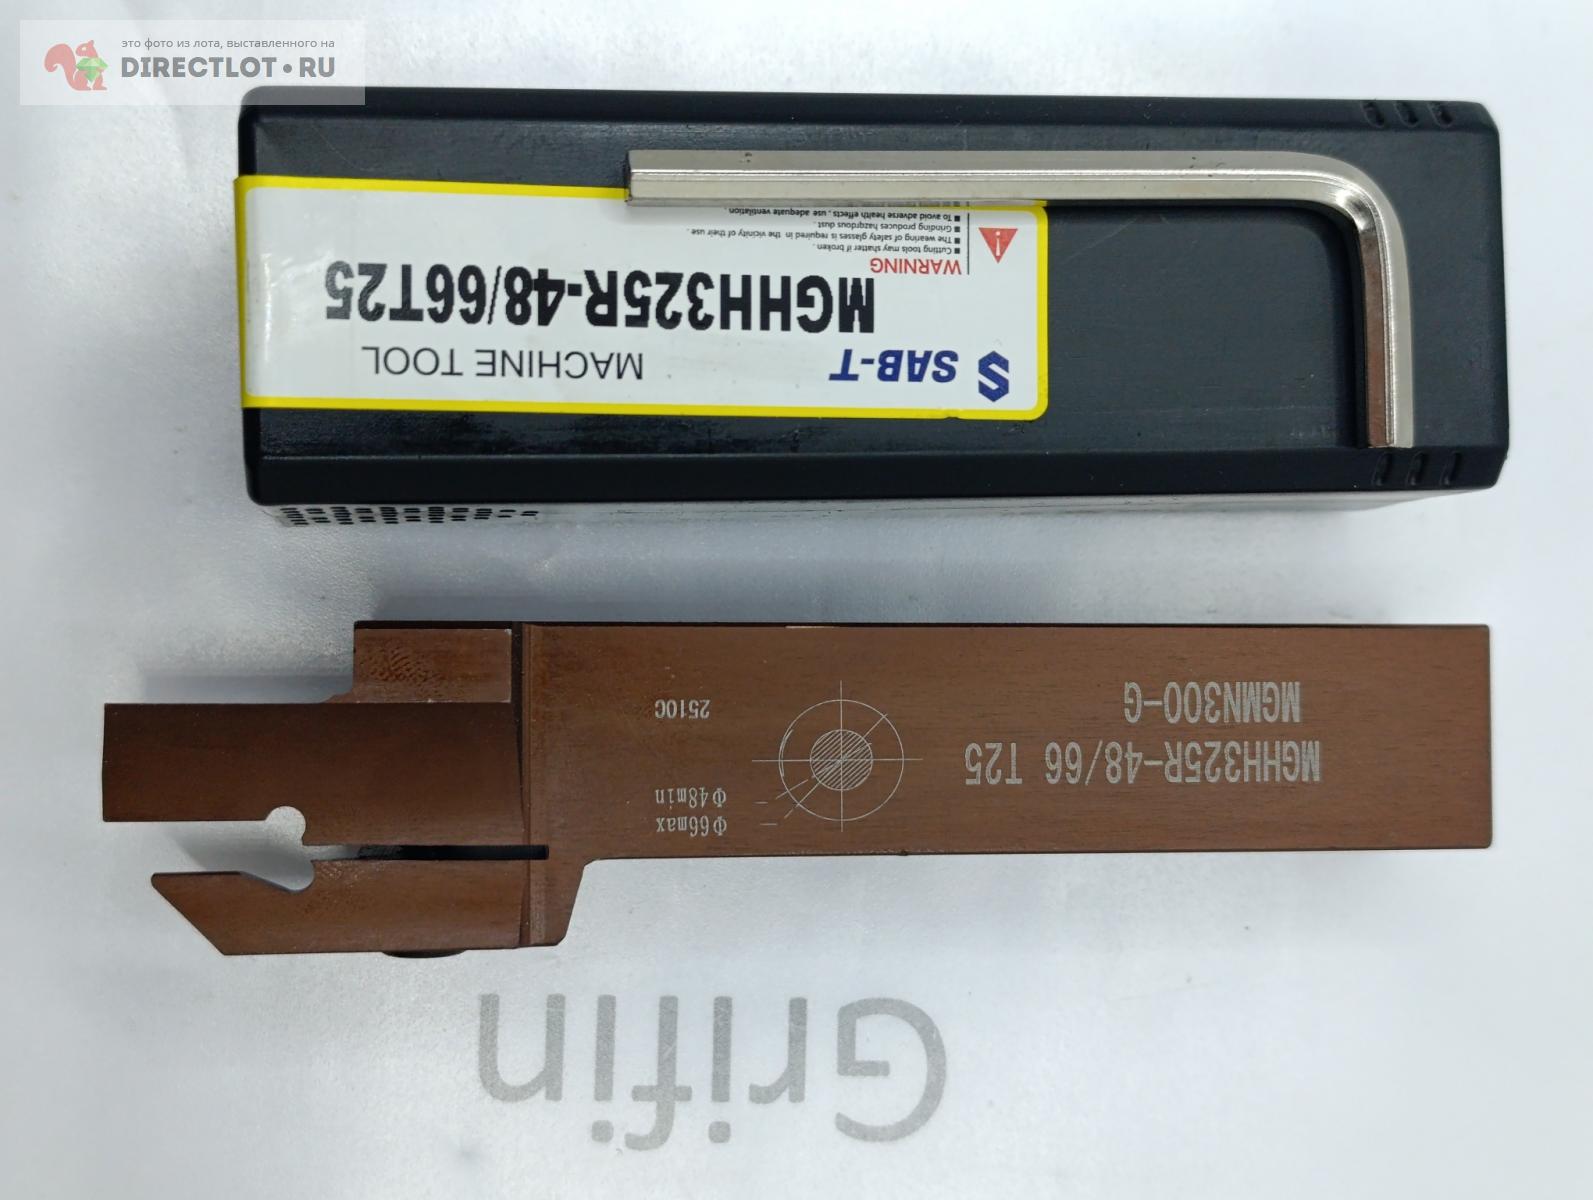 это фото из лота, выставленного на
DIRECTLOT•RU
SAB-T MACHINE TOOL
MGHH325R-48/66T25
WARNING
■ Cutting tools may shatter if broken .
■ The wearing of safety glasses is required in the vicinity of their use .
■ Grinding produces hazqrdous dust .
■ To avoid adverse health effects , use adequate ventilation .
MGHH325R-48/66 T25
MGMN300-G
Φ66max
Φ48min
2510C
Grifin